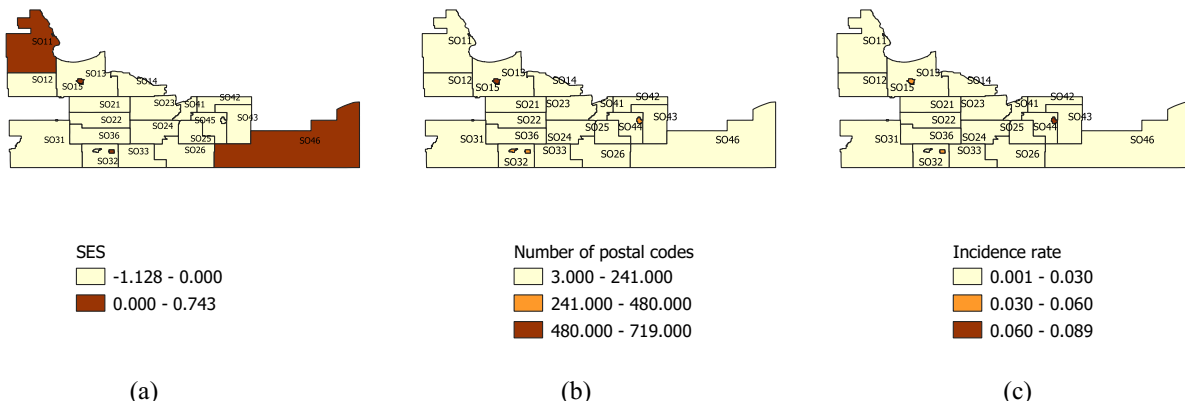 SO11
SO12
SO13
SO15
SO14
SO21
SO23
SO41
SO42
SO22
SO45
SO43
SO31
SO36
SO24
SO25
SO46
SO32
SO33
SO26
SES
-1.128 - 0.000
0.000 - 0.743
(a)
SO11
SO12
SO13
SO15
SO14
SO21
SO23
SO41
SO42
SO22
SO43
SO31
SO36
SO24
SO25
SO44
SO46
SO32
SO33
SO26
Number of postal codes
3.000 - 241.000
241.000 - 480.000
480.000 - 719.000
(b)
SO11
SO12
SO13
SO15
SO14
SO21
SO23
SO41
SO42
SO22
SO43
SO31
SO36
SO24
SO25
SO44
SO46
SO32
SO33
SO26
Incidence rate
0.001 - 0.030
0.030 - 0.060
0.060 - 0.089
(c)